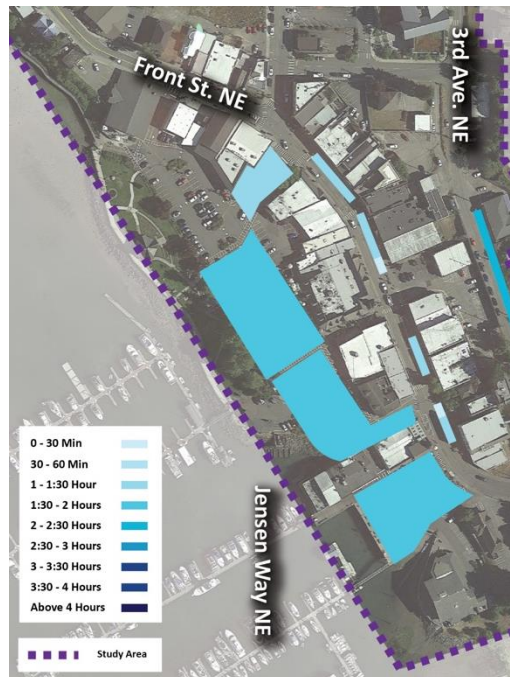 Front St. NE
3rd Ave. NE
Jensen Way NE
0 - 30 Min
30 - 60 Min
1 - 1:30 Hour
1:30 - 2 Hours
2 - 2:30 Hours
2:30 - 3 Hours
3 - 3:30 Hours
3:30 - 4 Hours
Above 4 Hours
Study Area